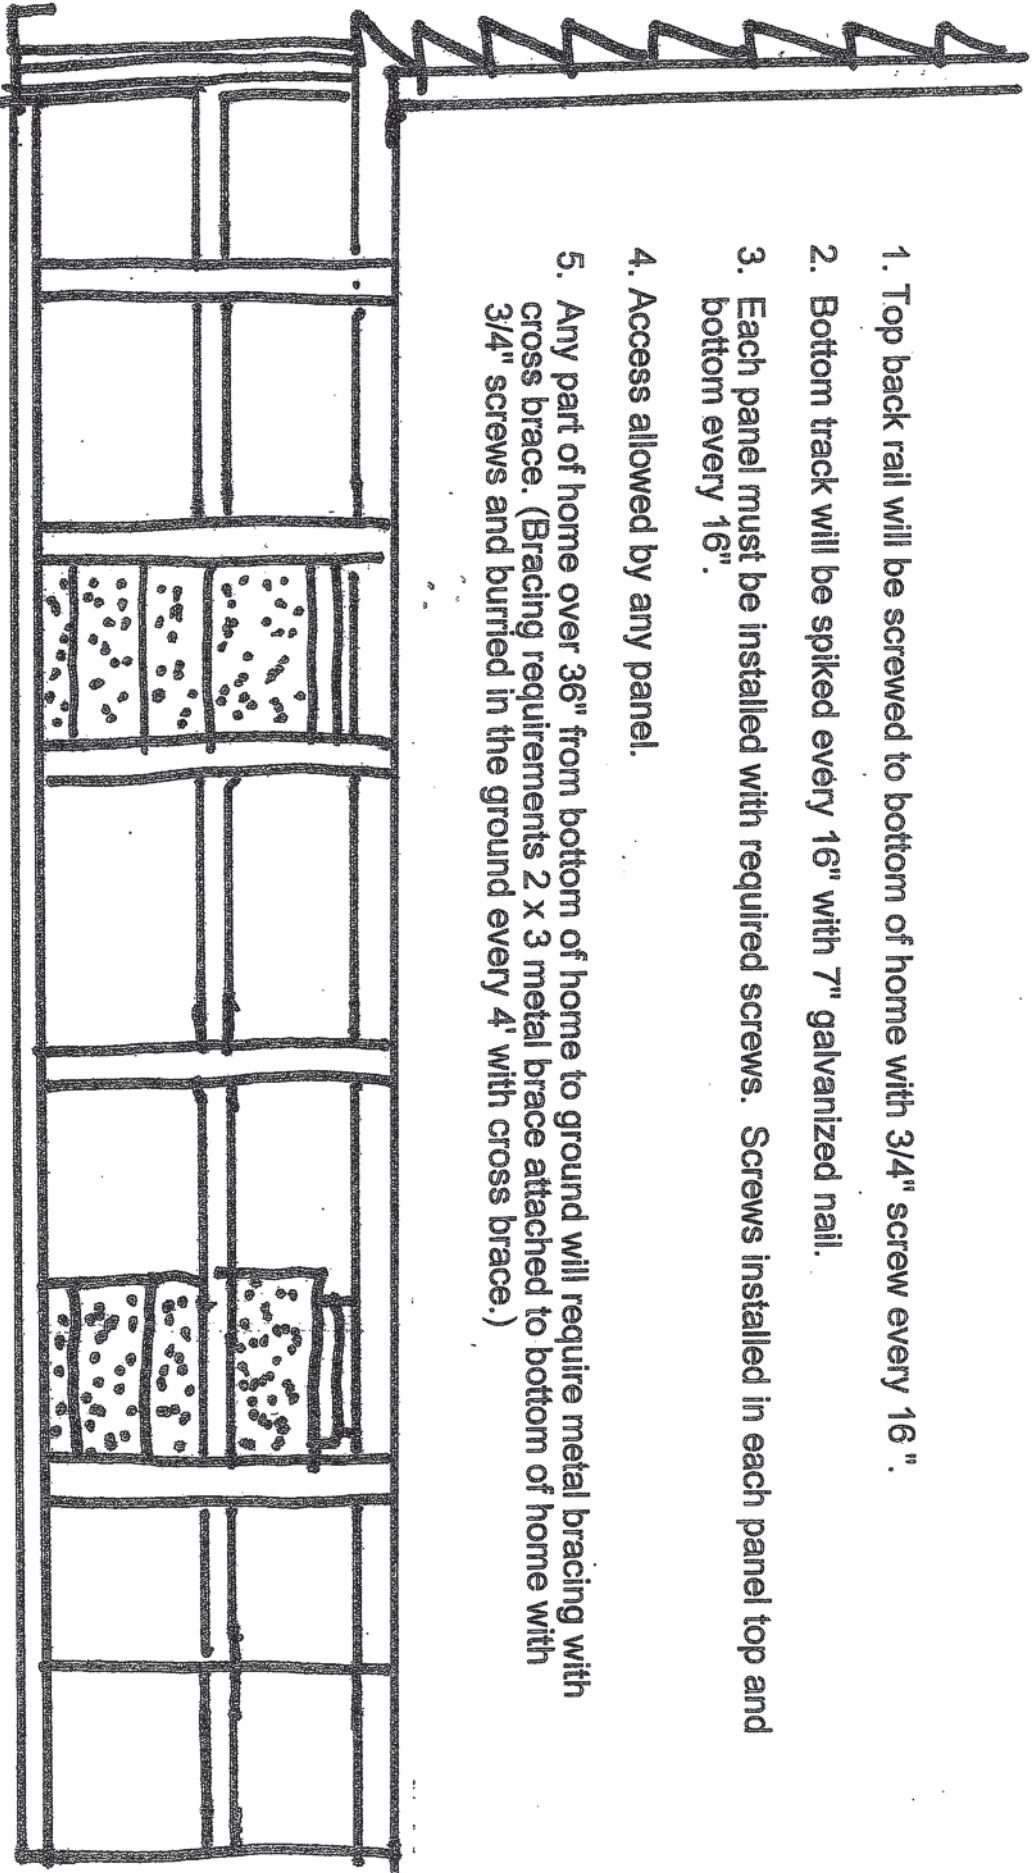 1. Top back rail will be screwed to bottom of home with 3/4" screw every 16 ".
2. Bottom track will be spiked every 16" with 7" galvanized nail.
3. Each panel must be installed with required screws. Screws installed in each panel top and
bottom every 16".
4. Access allowed by any panel.
5. Any part of home over 36" from bottom of home to ground will require metal bracing with
cross brace. (Bracing requirements 2 x 3 metal brace attached to bottom of home with
3/4" screws and burried in the ground every 4' with cross brace.)